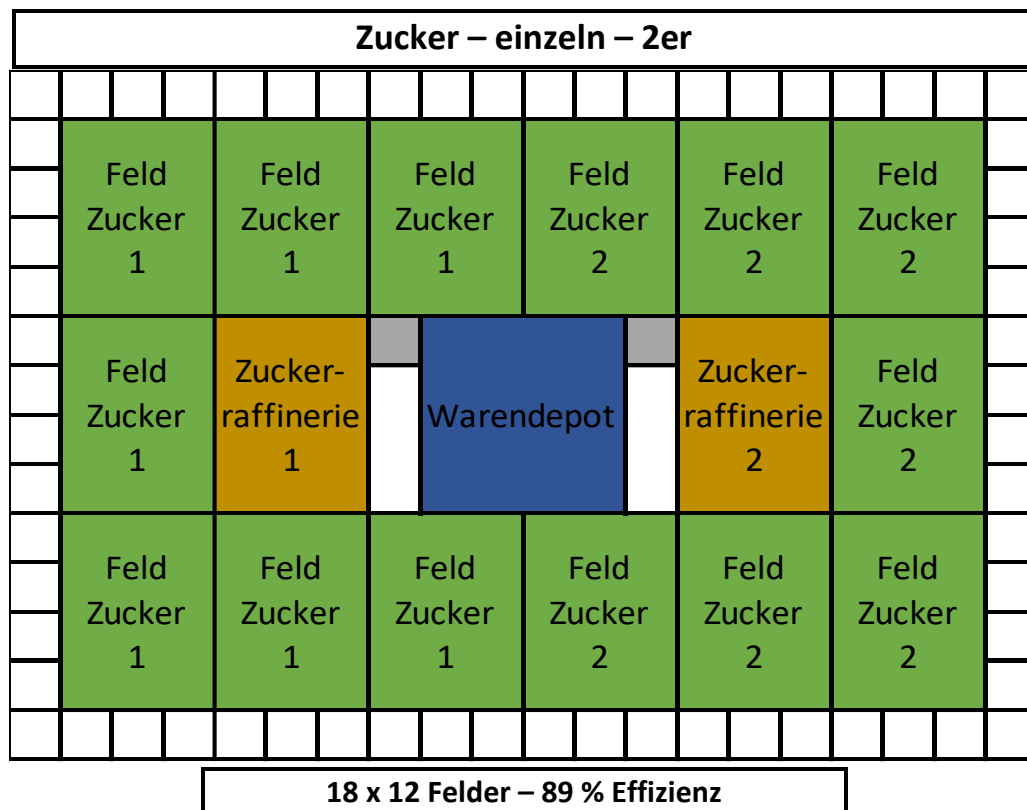 Zucker – einzeln – 2er
Feld
Zucker
1
Feld
Zucker
1
Feld
Zucker
1
Feld
Zucker
2
Feld
Zucker
2
Feld
Zucker
2
Feld
Zucker
1
Zucker-
raffinerie
1
Warendepot
Zucker-
raffinerie
2
Feld
Zucker
2
Feld
Zucker
1
Feld
Zucker
1
Feld
Zucker
1
Feld
Zucker
2
Feld
Zucker
2
Feld
Zucker
2
18 x 12 Felder – 89 % Effizienz